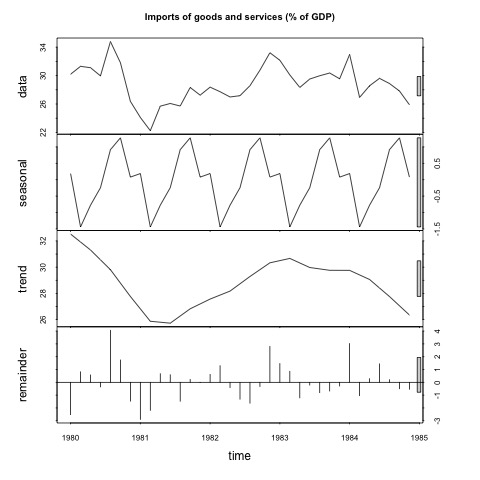 Imports of goods and services (% of GDP)
data
22 26 30 34
seasonal
-1.5 -0.5 0.5
trend
26 28 30 32
remainder
-3 -1 0 1 2 3 4
1980 1981 1982 1983 1984 1985
time